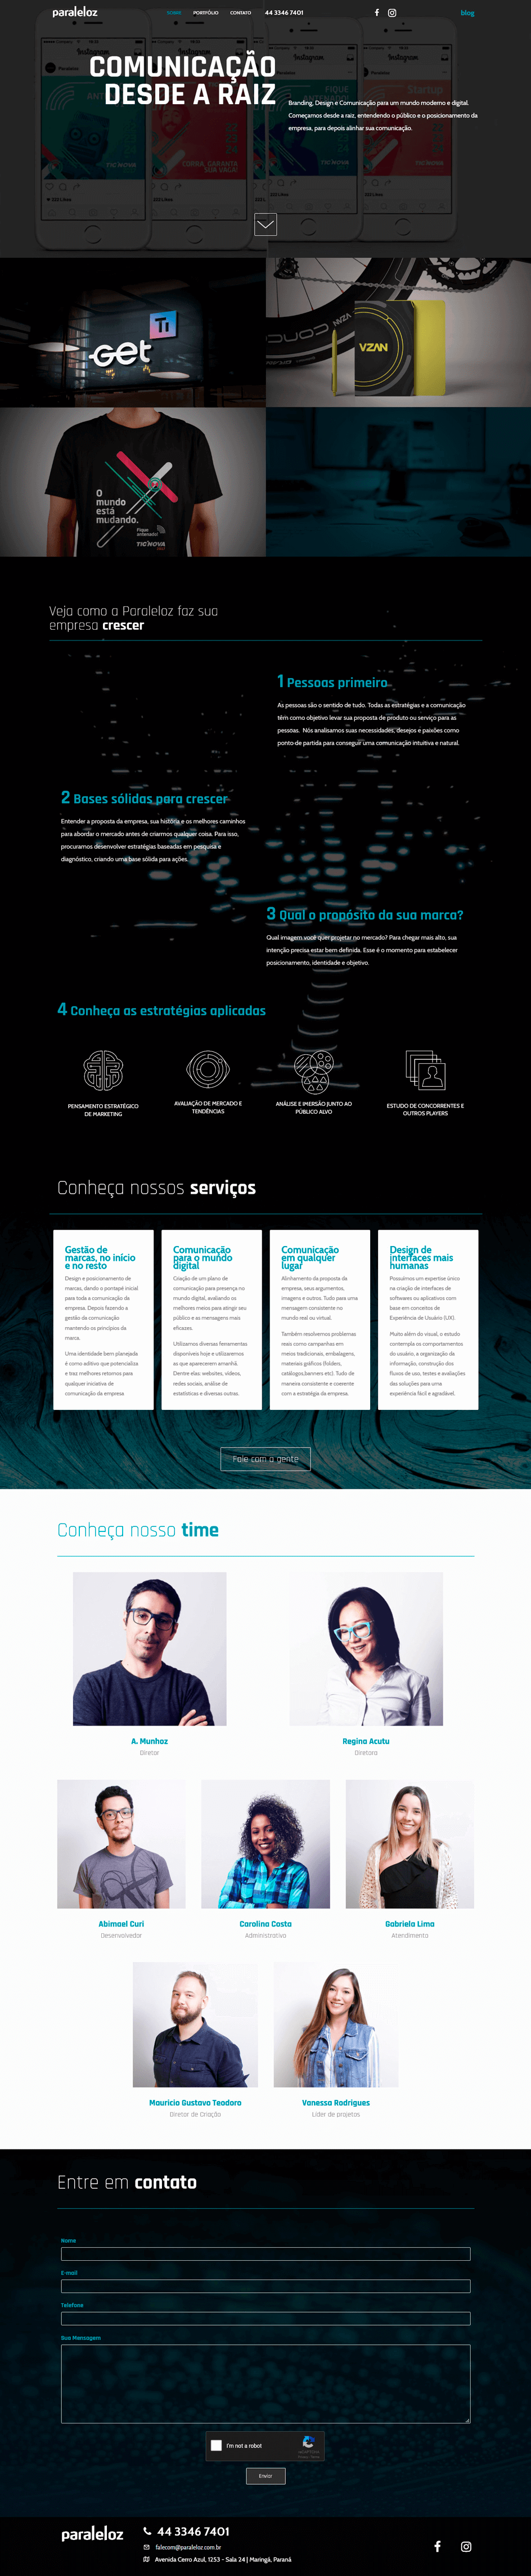 paraleloz
SOBRE PORTFÓLIO CONTATO 44 3346 7401 blog
COMUNICAÇÃO
DESDE A RAIZ
Branding, Design e Comunicação para um mundo moderno e digital.
Começamos desde a raiz, entendendo o público e o posicionamento da
empresa, para depois alinhar sua comunicação.
Get TI
VZAN
O
mundo
está
mudando.
Fique
antenado!
TIC NOVA
Veja como a Paraleloz faz sua
empresa crescer
1 Pessoas primeiro
As pessoas são o sentido de tudo. Todas as estratégias e a comunicação
têm como objetivo levar sua proposta de produto ou serviço para as
pessoas. Nós analisamos suas necessidades, desejos e paixões como
ponto de partida para conseguir uma comunicação intuitiva e natural.
2 Bases sólidas para crescer
Entender a proposta da empresa, sua história e os melhores caminhos
para abordar o mercado antes de criarmos qualquer coisa. Para isso,
procuramos desenvolver estratégias baseadas em pesquisa e
diagnóstico, criando uma base sólida para ações.
3 Qual o propósito da sua marca?
Qual imagem você quer projetar no mercado? Para chegar mais alto, sua
intenção precisa estar bem definida. Esse é o momento para estabelecer
posicionamento, identidade e objetivo.
4 Conheça as estratégias aplicadas
PENSAMENTO ESTRATÉGICO
DE MARKETING
AVALIAÇÃO DE MERCADO E
TENDÊNCIAS
ANÁLISE E IMERSÃO JUNTO AO
PÚBLICO ALVO
ESTUDO DE CONCORRENTES E
OUTROS PLAYERS
Conheça nossos serviços
Gestão de
marcas, no início
e no resto
Design e posicionamento de
marcas, dando o pontapé inicial
para toda a comunicação da
empresa. Depois fazendo a
gestão da comunicação
mantendo os princípios da
marca.
Uma identidade bem planejada
é como aditivo que potencializa
e traz melhores retornos para
qualquer iniciativa de
comunicação da empresa
Comunicação
para o mundo
digital
Criação de um plano de
comunicação para presença no
mundo digital, avaliando os
melhores meios para atingir seu
público e as mensagens mais
eficazes.
Utilizamos diversas ferramentas
disponíveis hoje e utilizaremos
as que aparecerem amanhã.
Dentre elas: websites, vídeos,
redes sociais, análise de
estatísticas e diversas outras.
Comunicação
em qualquer
lugar
Alinhamento da proposta da
empresa, seus argumentos,
imagens e outros. Tudo para uma
mensagem consistente no
mundo real ou virtual.
Também resolvemos problemas
reais como campanhas em
meios tradicionais, embalagens,
materiais gráficos (folders,
catálogos,banners etc). Tudo de
maneira consistente e coerente
com a estratégia da empresa.
Design de
interfaces mais
humanas
Possuímos um expertise único
na criação de interfaces de
softwares ou aplicativos com
base em conceitos de
Experiência de Usuário (UX).
Muito além do visual, o estudo
contempla os comportamentos
do usuário, a organização da
informação, construção dos
fluxos de uso, testes e avaliações
das soluções para uma
experiência fácil e agradável.
Fale com a gente
Conheça nosso time
A. Munhoz
Diretor
Regina Acutu
Diretora
Abimael Curi
Desenvolvedor
Carolina Costa
Administrativo
Gabriela Lima
Atendimento
Maurício Gustavo Teodoro
Diretor de Criação
Vanessa Rodrigues
Líder de projetos
Entre em contato
Nome
E-mail
Telefone
Sua Mensagem
I'm not a robot
reCAPTCHA
Privacy - Terms
Enviar
paraleloz
44 3346 7401
falecom@paraleloz.com.br
Avenida Cerro Azul, 1253 - Sala 24 | Maringá, Paraná